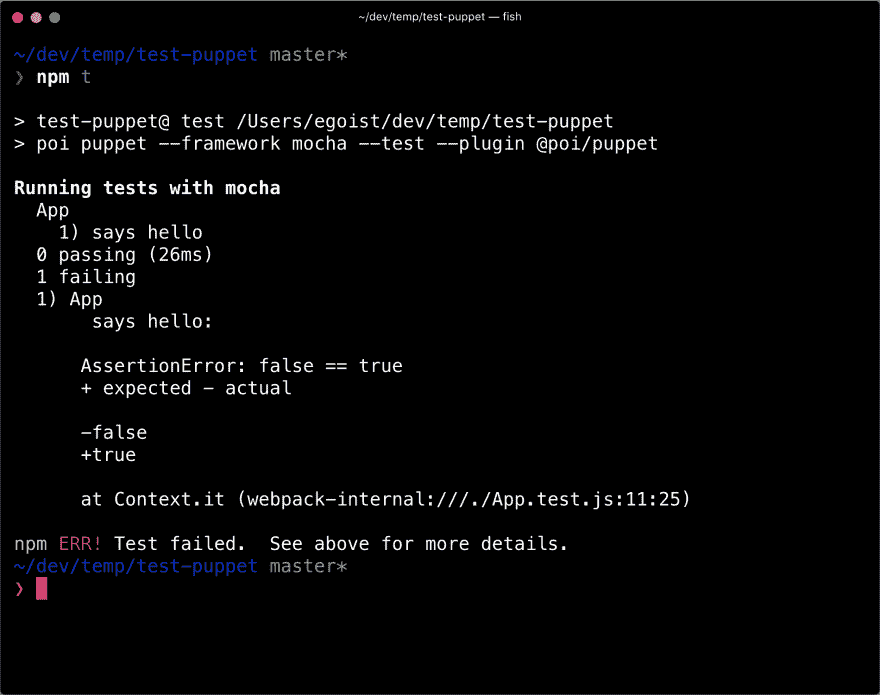 ~/dev/temp/test-puppet — fish
~/dev/temp/test-puppet master*
❯ npm t
> test-puppet@ test /Users/egoist/dev/temp/test-puppet
> poi puppet --framework mocha --test --plugin @poi/puppet
Running tests with mocha
App
1) says hello
0 passing (26ms)
1 failing
1) App
says hello:
AssertionError: false == true
+ expected - actual
-false
+true
at Context.it (webpack-internal:///./App.test.js:11:25)
npm ERR! Test failed.  See above for more details.
~/dev/temp/test-puppet master*
❯